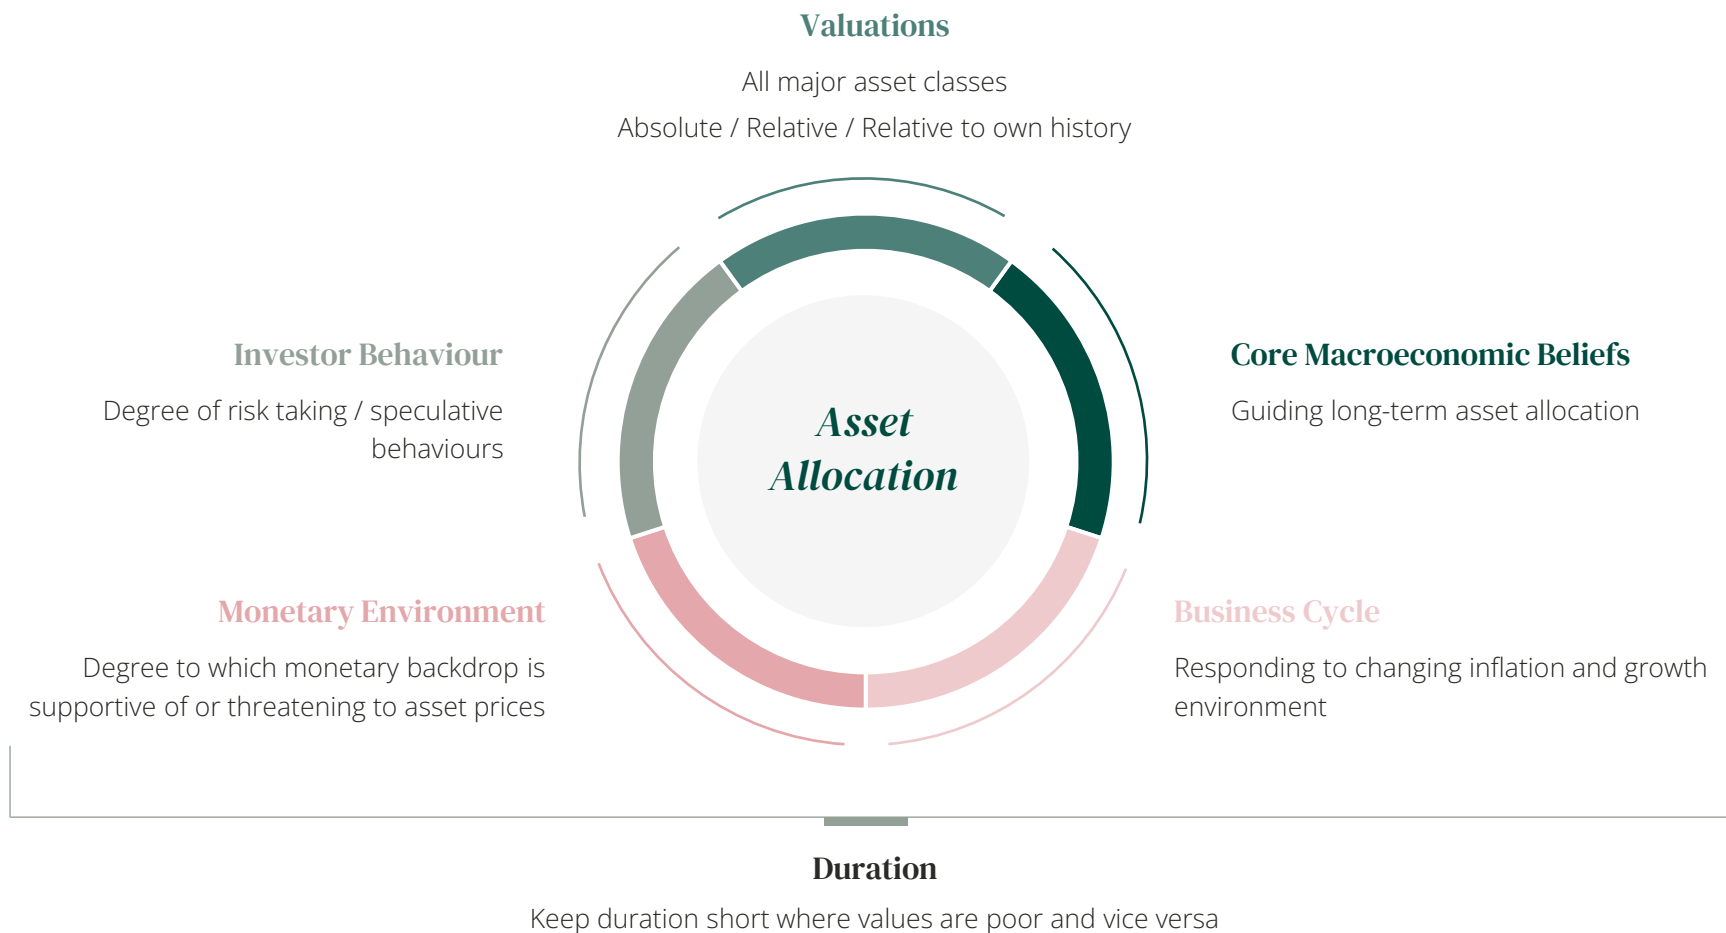 Valuations
All major asset classes
Absolute / Relative / Relative to own history
Investor Behaviour
Degree of risk taking / speculative
behaviours
Asset
Allocation
Core Macroeconomic Beliefs
Guiding long-term asset allocation
Monetary Environment
Degree to which monetary backdrop is
supportive of or threatening to asset prices
Business Cycle
Responding to changing inflation and growth
environment
Duration
Keep duration short where values are poor and vice versa